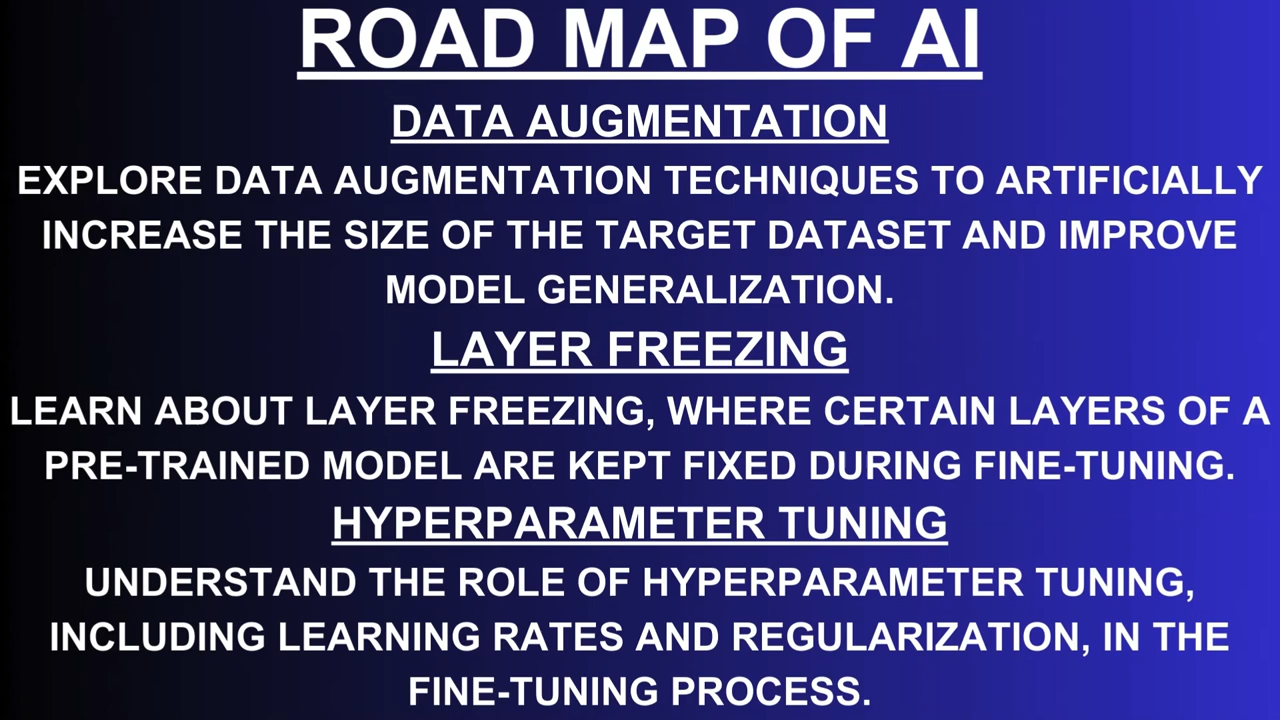 ROAD MAP OF AI
DATA AUGMENTATION
EXPLORE DATA AUGMENTATION TECHNIQUES TO ARTIFICIALLY
INCREASE THE SIZE OF THE TARGET DATASET AND IMPROVE
MODEL GENERALIZATION.
LAYER FREEZING
LEARN ABOUT LAYER FREEZING, WHERE CERTAIN LAYERS OF A
PRE-TRAINED MODEL ARE KEPT FIXED DURING FINE-TUNING.
HYPERPARAMETER TUNING
UNDERSTAND THE ROLE OF HYPERPARAMETER TUNING,
INCLUDING LEARNING RATES AND REGULARIZATION, IN THE
FINE-TUNING PROCESS.